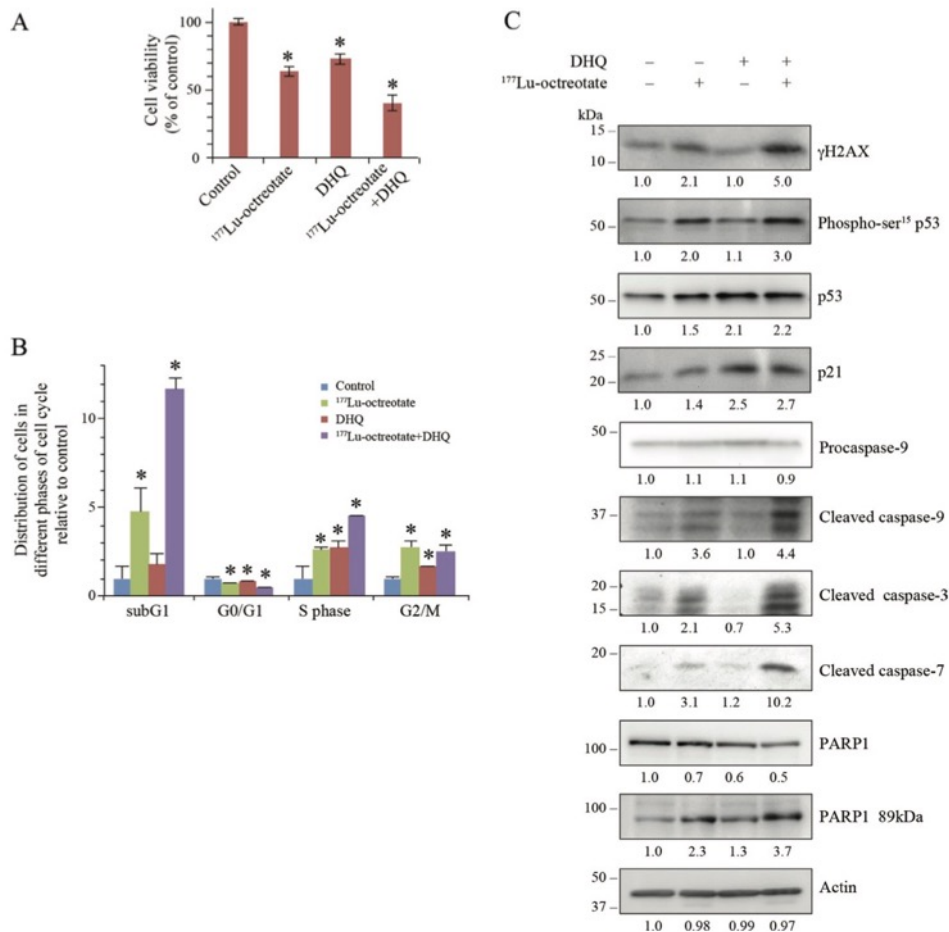 A
Cell viability
(% of control)
100
50
0
*
*
*
Control
¹⁷⁷Lu-octreotate
DHQ
¹⁷⁷Lu-octreotate
+DHQ
B
Distribution of cells in
different phases of cell cycle
relative to control
10
5
0
Control
¹⁷⁷Lu-octreotate
DHQ
¹⁷⁷Lu-octreotate+DHQ
* *
* * *
* * *
* * *
subG1 G0/G1 S phase G2/M
C
DHQ – – + +
¹⁷⁷Lu-octreotate – + – +
kDa
15
10
γH2AX
1.0 2.1 1.0 5.0
50
Phospho-ser¹⁵ p53
1.0 2.0 1.1 3.0
50
p53
1.0 1.5 2.1 2.2
25
20
p21
1.0 1.4 2.5 2.7
50
Procaspase-9
1.0 1.1 1.1 0.9
37
Cleaved caspase-9
1.0 3.6 1.0 4.4
20
15
Cleaved caspase-3
1.0 2.1 0.7 5.3
20
Cleaved caspase-7
1.0 3.1 1.2 10.2
100
PARP1
1.0 0.7 0.6 0.5
100
PARP1 89kDa
1.0 2.3 1.3 3.7
50
37
Actin
1.0 0.98 0.99 0.97